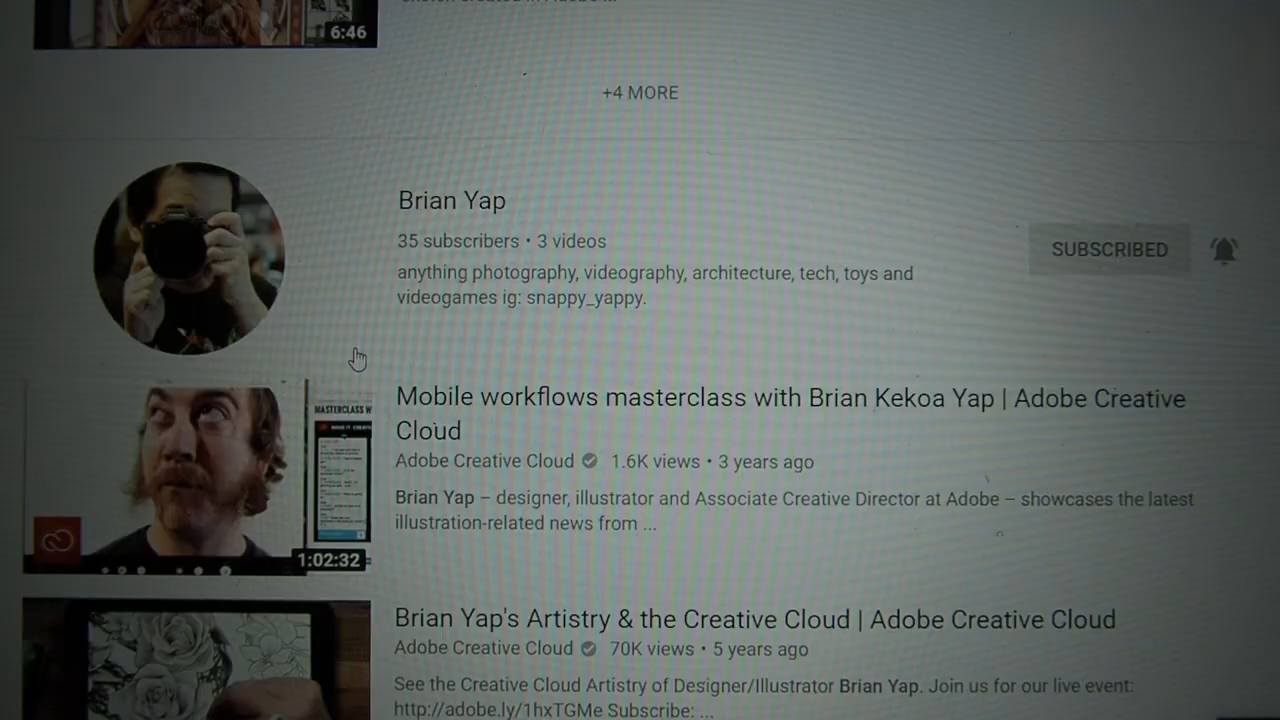 6:46
+4 MORE
Brian Yap
35 subscribers • 3 videos
SUBSCRIBED
anything photography, videography, architecture, tech, toys and
videogames ig: snappy_yappy.
Mobile workflows masterclass with Brian Kekoa Yap | Adobe Creative
Cloud
Adobe Creative Cloud 1.6K views • 3 years ago
Brian Yap – designer, illustrator and Associate Creative Director at Adobe – showcases the latest
illustration-related news from ...
MASTERCLASS W
1:02:32
Brian Yap's Artistry & the Creative Cloud | Adobe Creative Cloud
Adobe Creative Cloud 70K views • 5 years ago
See the Creative Cloud Artistry of Designer/Illustrator Brian Yap. Join us for our live event:
http://adobe.ly/1hxTGMe Subscribe: ...